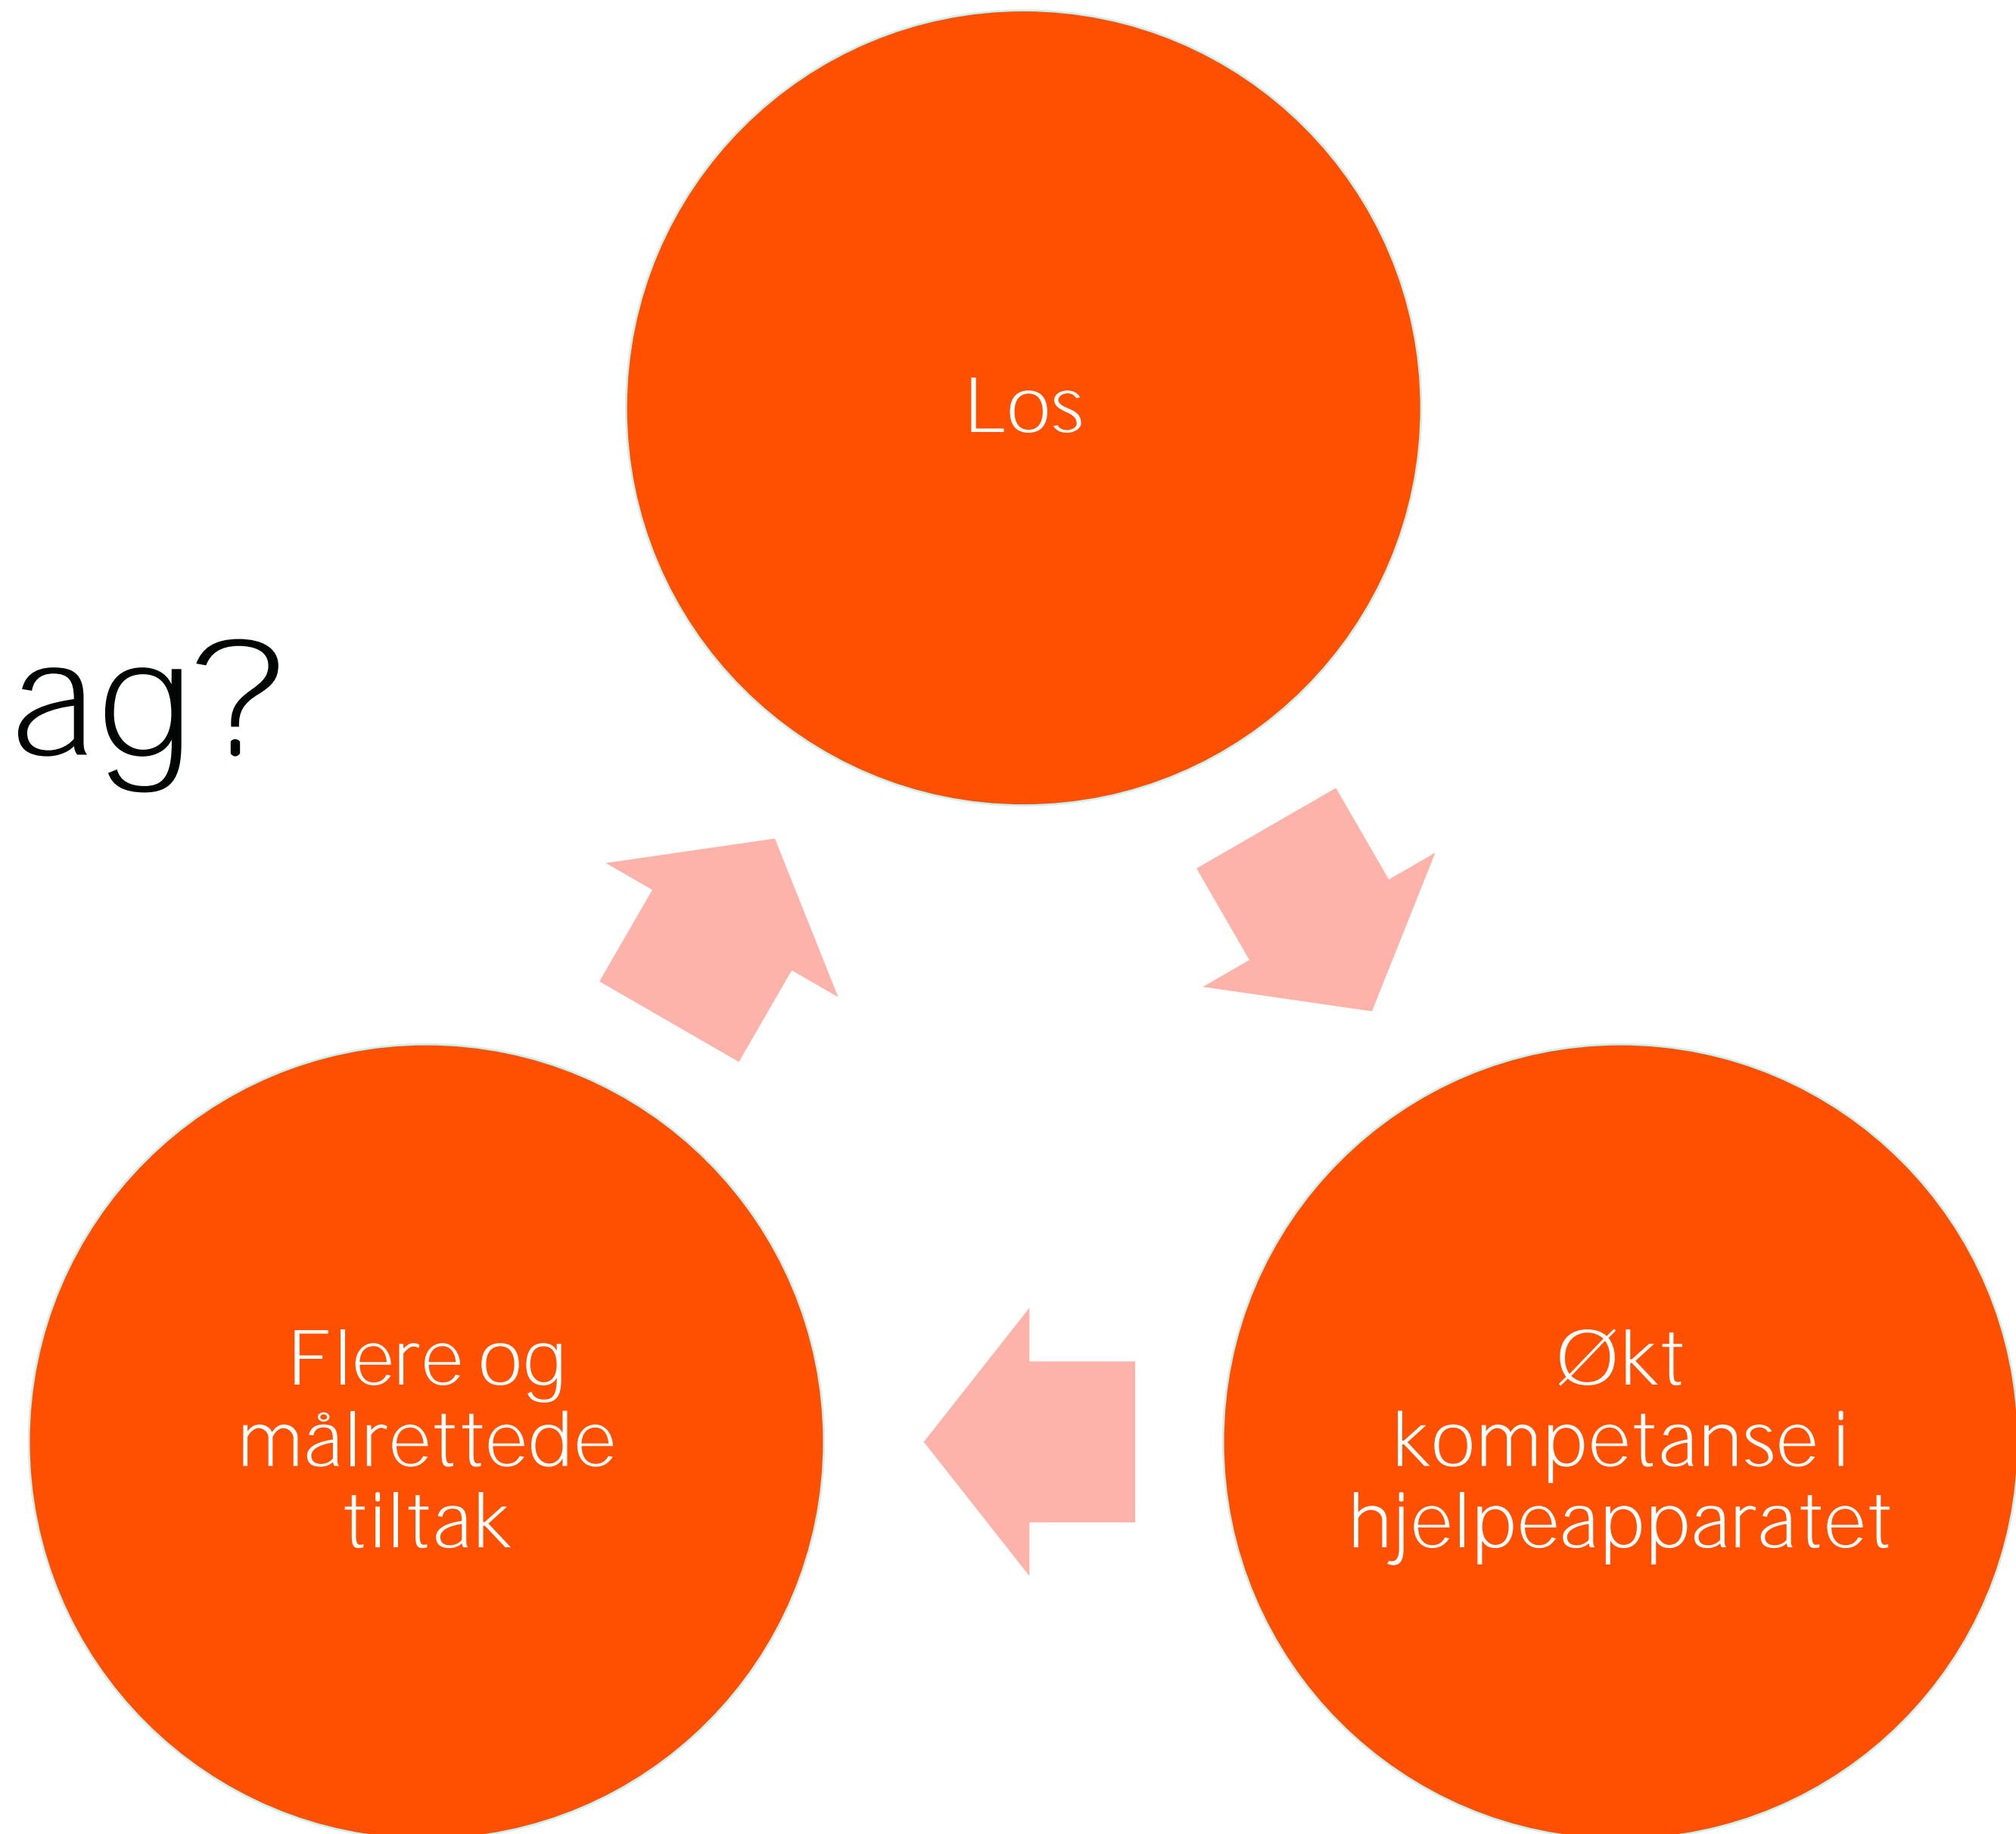 Los
ag?
Flere og
målrettede
tiltak
Økt
kompetanse i
hjelpeapparatet